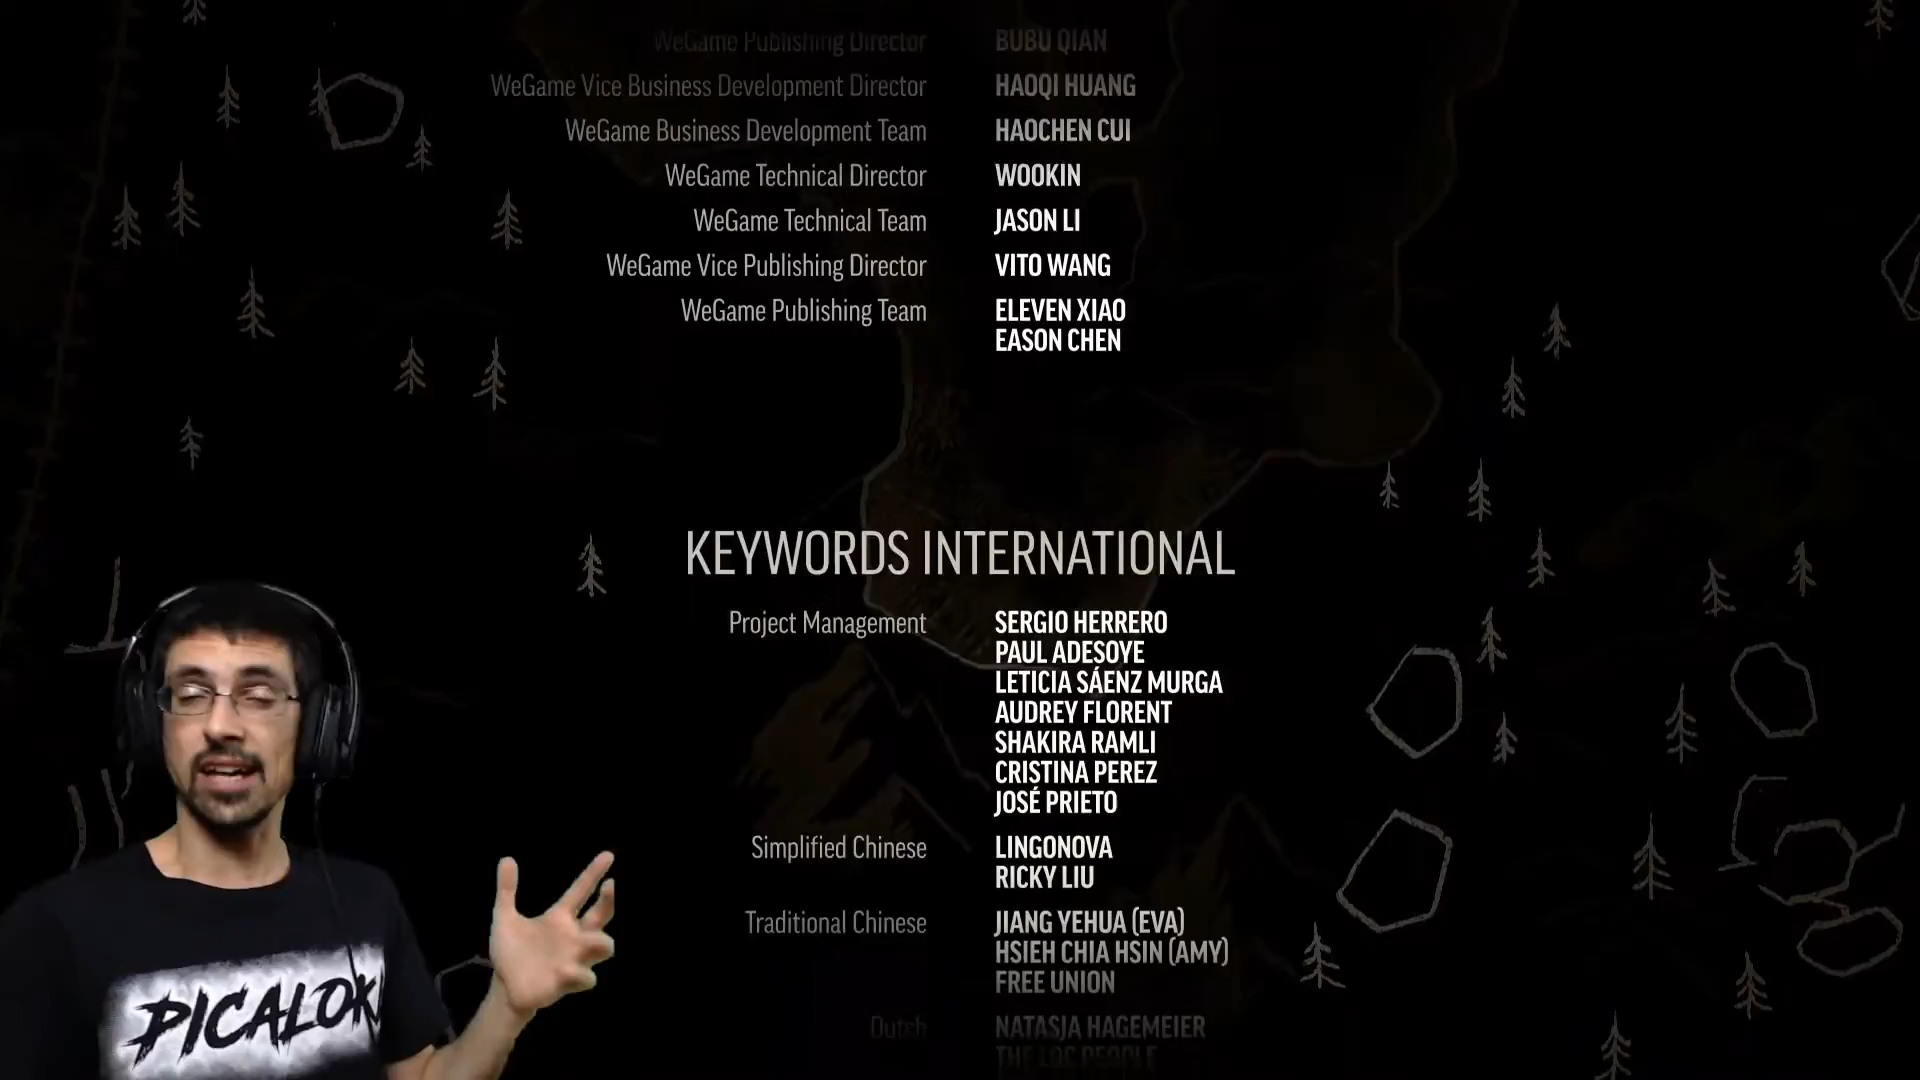 WeGame Publishing Director BUBU QIAN
WeGame Vice Business Development Director HAOQI HUANG
WeGame Business Development Team HAOCHEN CUI
WeGame Technical Director WOOKIN
WeGame Technical Team JASON LI
WeGame Vice Publishing Director VITO WANG
WeGame Publishing Team ELEVEN XIAO
EASON CHEN
KEYWORDS INTERNATIONAL
Project Management SERGIO HERRERO
PAUL ADESOYE
LETICIA SÁENZ MURGA
AUDREY FLORENT
SHAKIRA RAMLI
CRISTINA PEREZ
JOSÉ PRIETO
Simplified Chinese LINGONOVA
RICKY LIU
Traditional Chinese JIANG YEHUA (EVA)
HSIEH CHIA HSIN (AMY)
FREE UNION
Dutch NATASJA HAGEMEIER
THE LOC PEOPLE
PICALOK